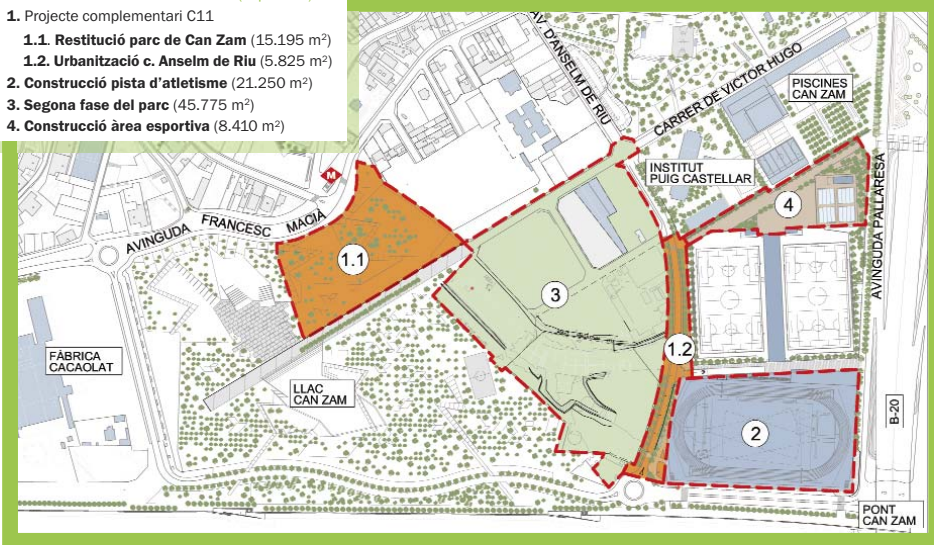 1. Projecte complementari C11
1.1. Restitució parc de Can Zam (15.195 m²)
1.2. Urbanització c. Anselm de Riu (5.825 m²)
2. Construcció pista d'atletisme (21.250 m²)
3. Segona fase del parc (45.775 m²)
4. Construcció àrea esportiva (8.410 m²)
AV. D'ANSELM DE RIU
CARRER DE VICTOR HUGO
PISCINES
CAN ZAM
INSTITUT
PUIG CASTELLAR
M
4
AVINGUDA FRANCESC MACIÀ
AVINGUDA PALLARESA
1.1
3
1.2
FÀBRICA
CACAOLAT
LLAC
CAN ZAM
2
B-20
PONT
CAN ZAM